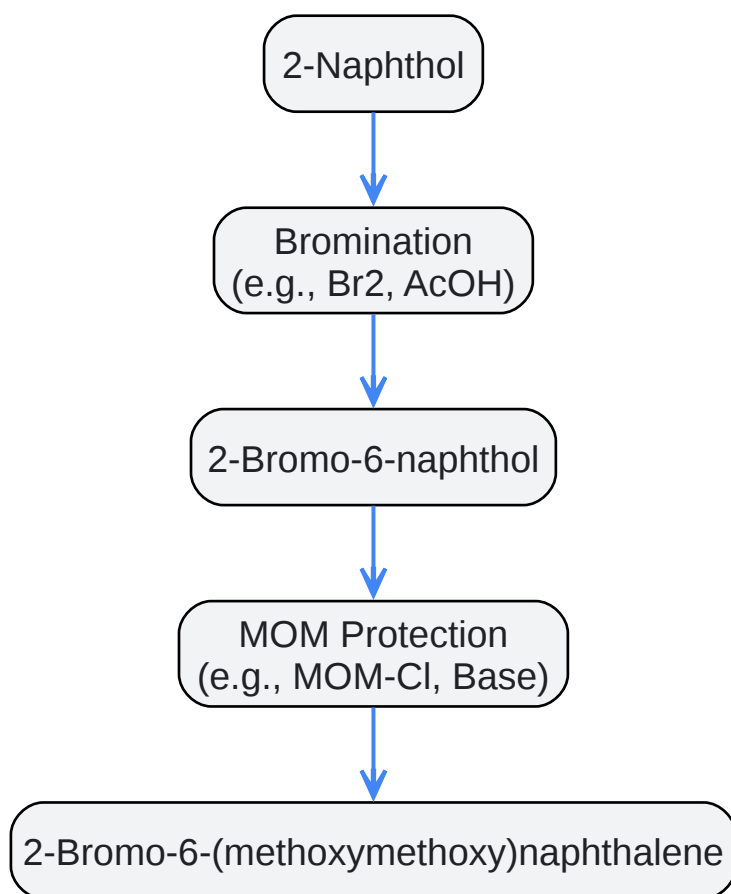 2-Naphthol
Bromination
(e.g., Br2, AcOH)
2-Bromo-6-naphthol
MOM Protection
(e.g., MOM-Cl, Base)
2-Bromo-6-(methoxymethoxy)naphthalene